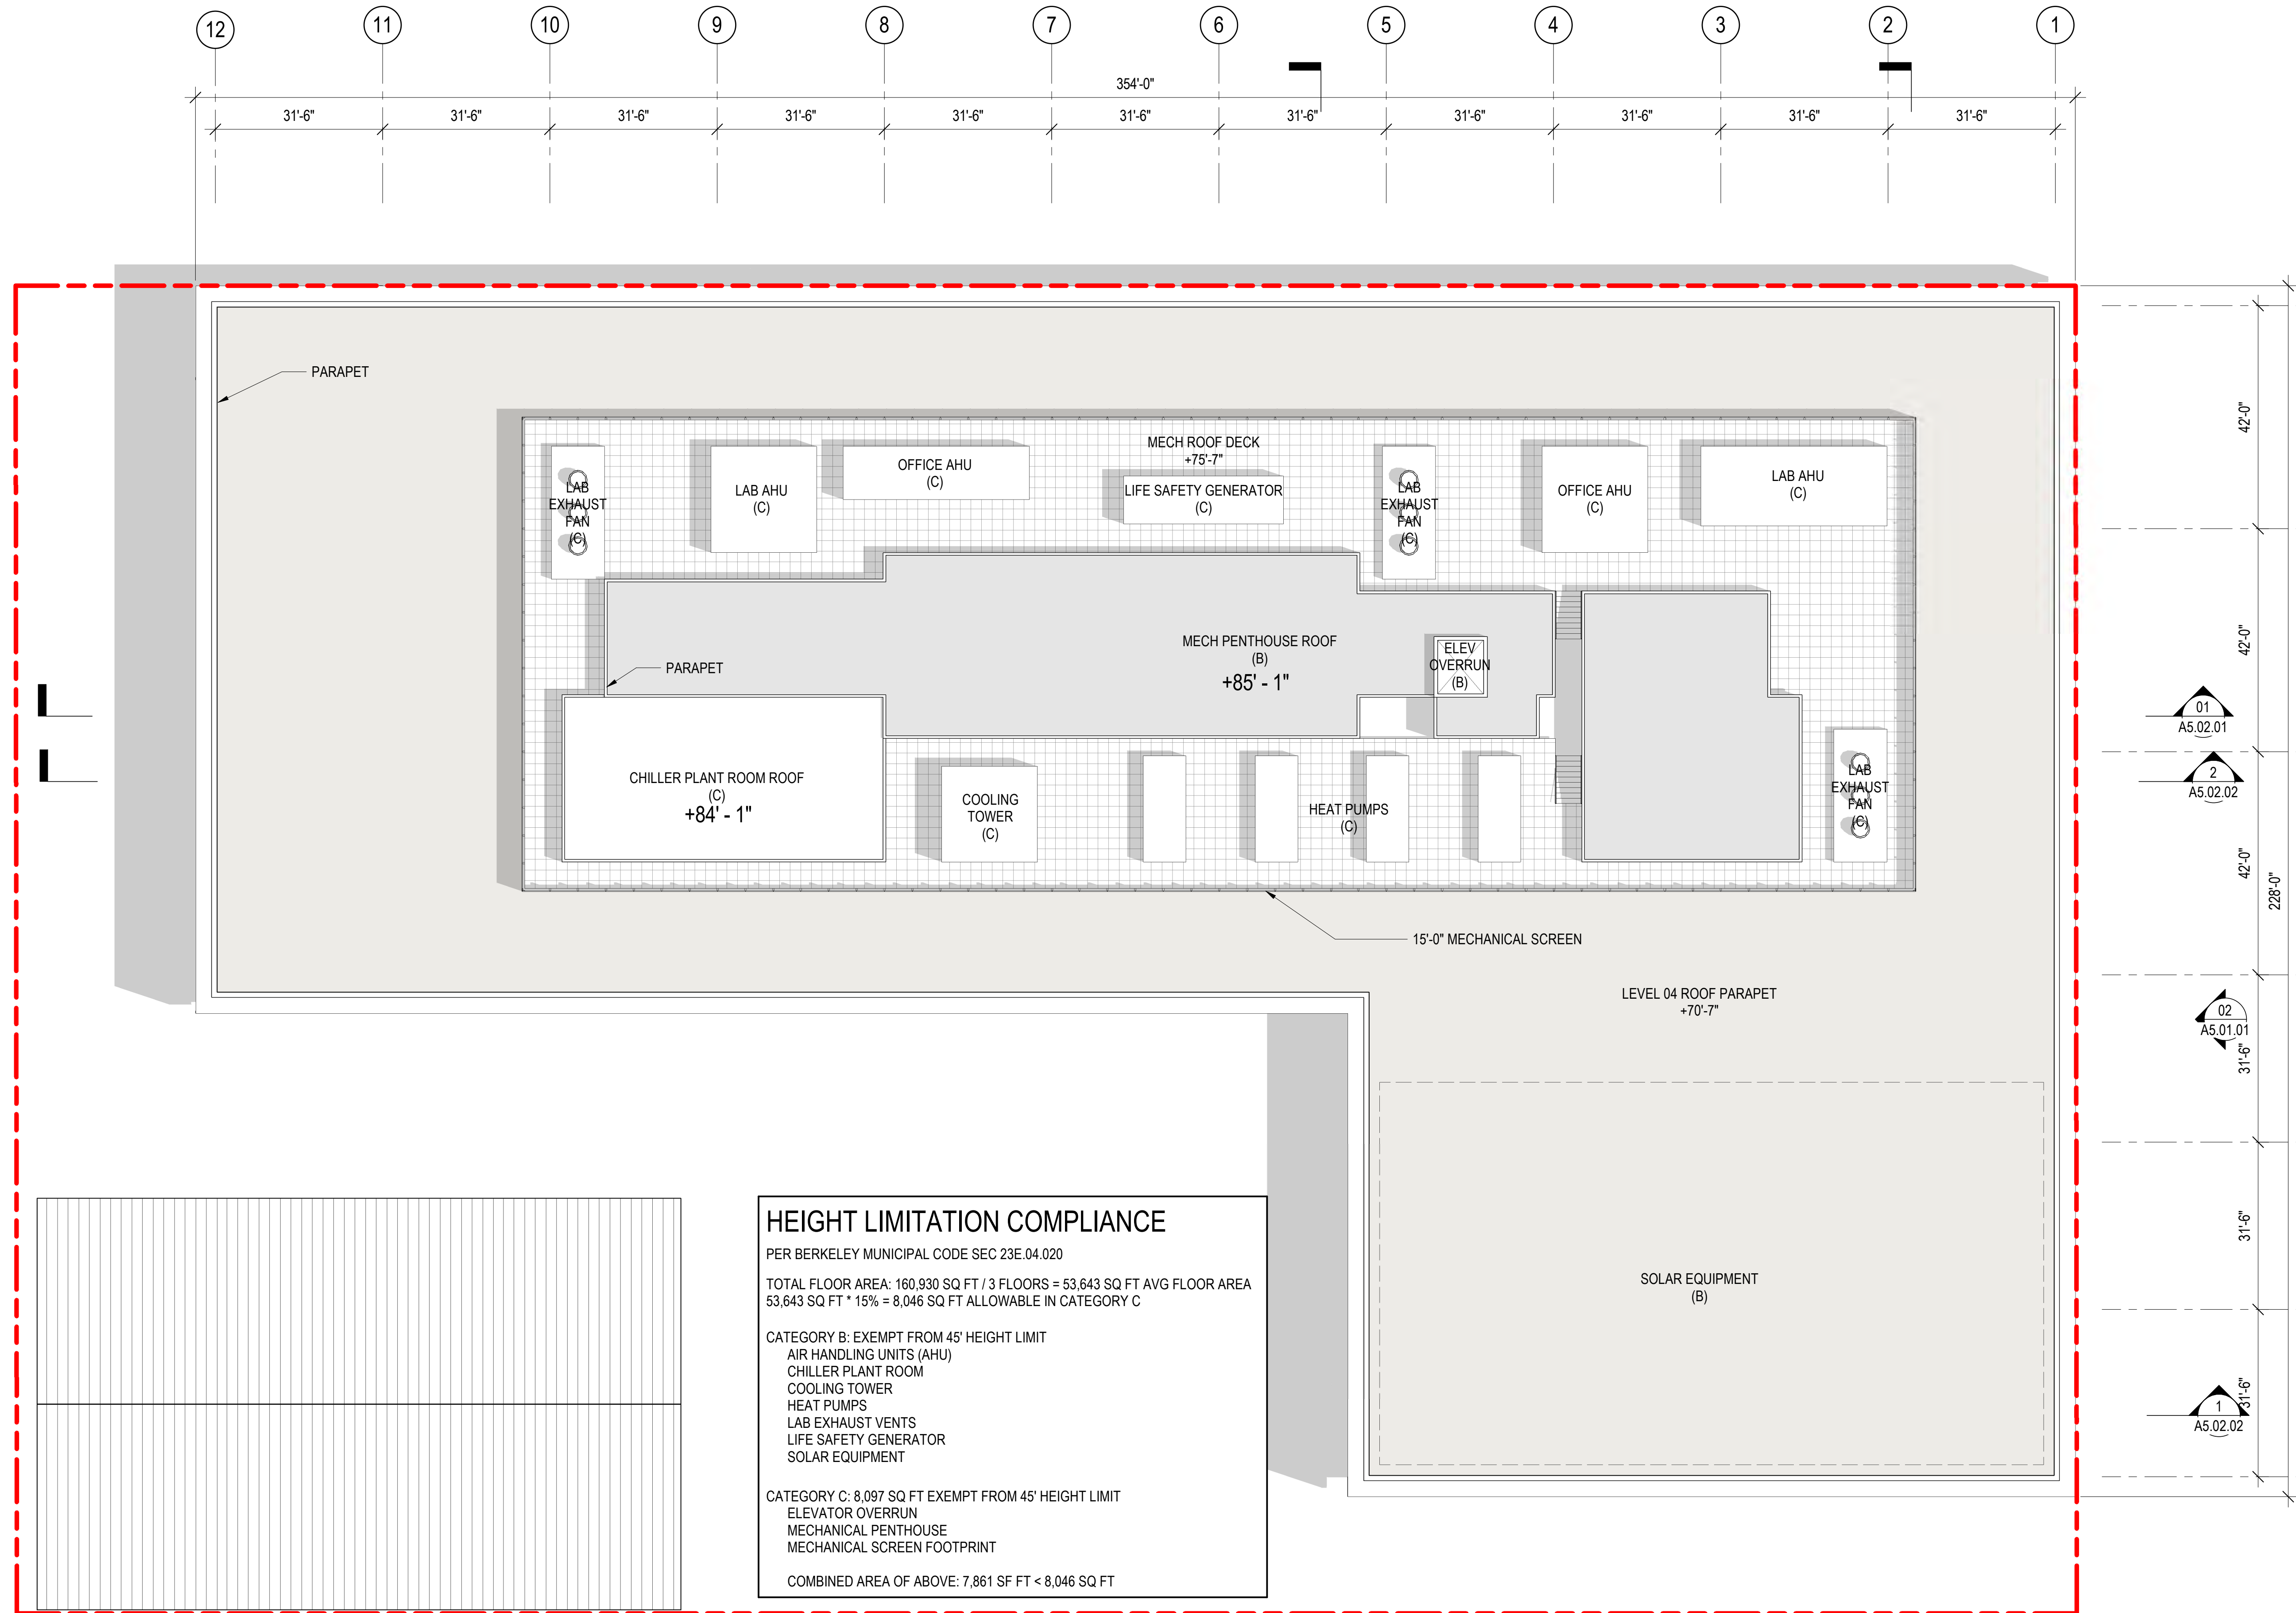 12 11 10 9 8 7 6 5 4 3 2 1
354'-0"
31'-6" 31'-6" 31'-6" 31'-6" 31'-6" 31'-6" 31'-6" 31'-6" 31'-6" 31'-6" 31'-6"
PARAPET
MECH ROOF DECK
+75'-7"
LAB
EXHAUST
FAN
(C)
LAB AHU
(C)
OFFICE AHU
(C)
LIFE SAFETY GENERATOR
(C)
LAB
EXHAUST
FAN
(C)
OFFICE AHU
(C)
LAB AHU
(C)
MECH PENTHOUSE ROOF
(B)
+85' - 1"
ELEV
OVERRUN
(B)
PARAPET
CHILLER PLANT ROOM ROOF
(C)
+84' - 1"
COOLING
TOWER
(C)
HEAT PUMPS
(C)
LAB
EXHAUST
FAN
(C)
15'-0" MECHANICAL SCREEN
LEVEL 04 ROOF PARAPET
+70'-7"
SOLAR EQUIPMENT
(B)
42'-0"
42'-0"
42'-0"
228'-0"
31'-6"
31'-6"
31'-6"
01
A5.02.01
2
A5.02.02
02
A5.01.01
1
A5.02.02
HEIGHT LIMITATION COMPLIANCE
PER BERKELEY MUNICIPAL CODE SEC 23E.04.020
TOTAL FLOOR AREA: 160,930 SQ FT / 3 FLOORS = 53,643 SQ FT AVG FLOOR AREA
53,643 SQ FT * 15% = 8,046 SQ FT ALLOWABLE IN CATEGORY C
CATEGORY B: EXEMPT FROM 45' HEIGHT LIMIT
AIR HANDLING UNITS (AHU)
CHILLER PLANT ROOM
COOLING TOWER
HEAT PUMPS
LAB EXHAUST VENTS
LIFE SAFETY GENERATOR
SOLAR EQUIPMENT
CATEGORY C: 8,097 SQ FT EXEMPT FROM 45' HEIGHT LIMIT
ELEVATOR OVERRUN
MECHANICAL PENTHOUSE
MECHANICAL SCREEN FOOTPRINT
COMBINED AREA OF ABOVE: 7,861 SF FT < 8,046 SQ FT